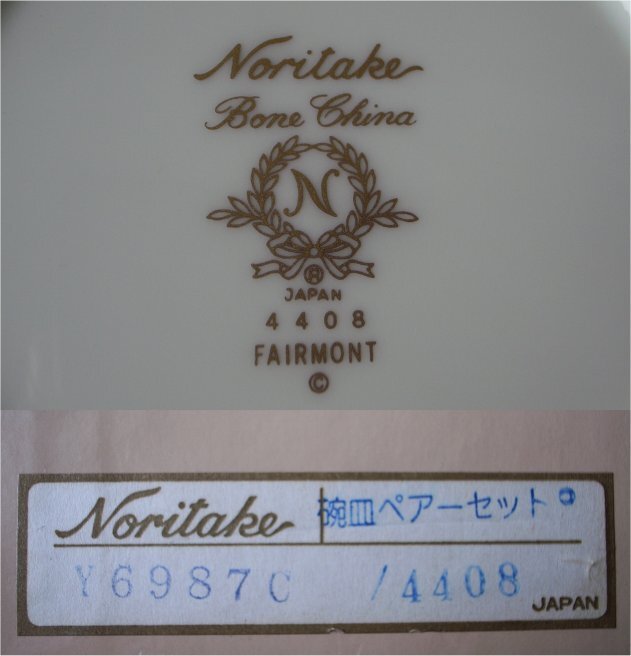 Noritake
Bone China
N
®
JAPAN
4408
FAIRMONT
©
Noritake 碗皿ペアーセット
Y6987C /4408
JAPAN